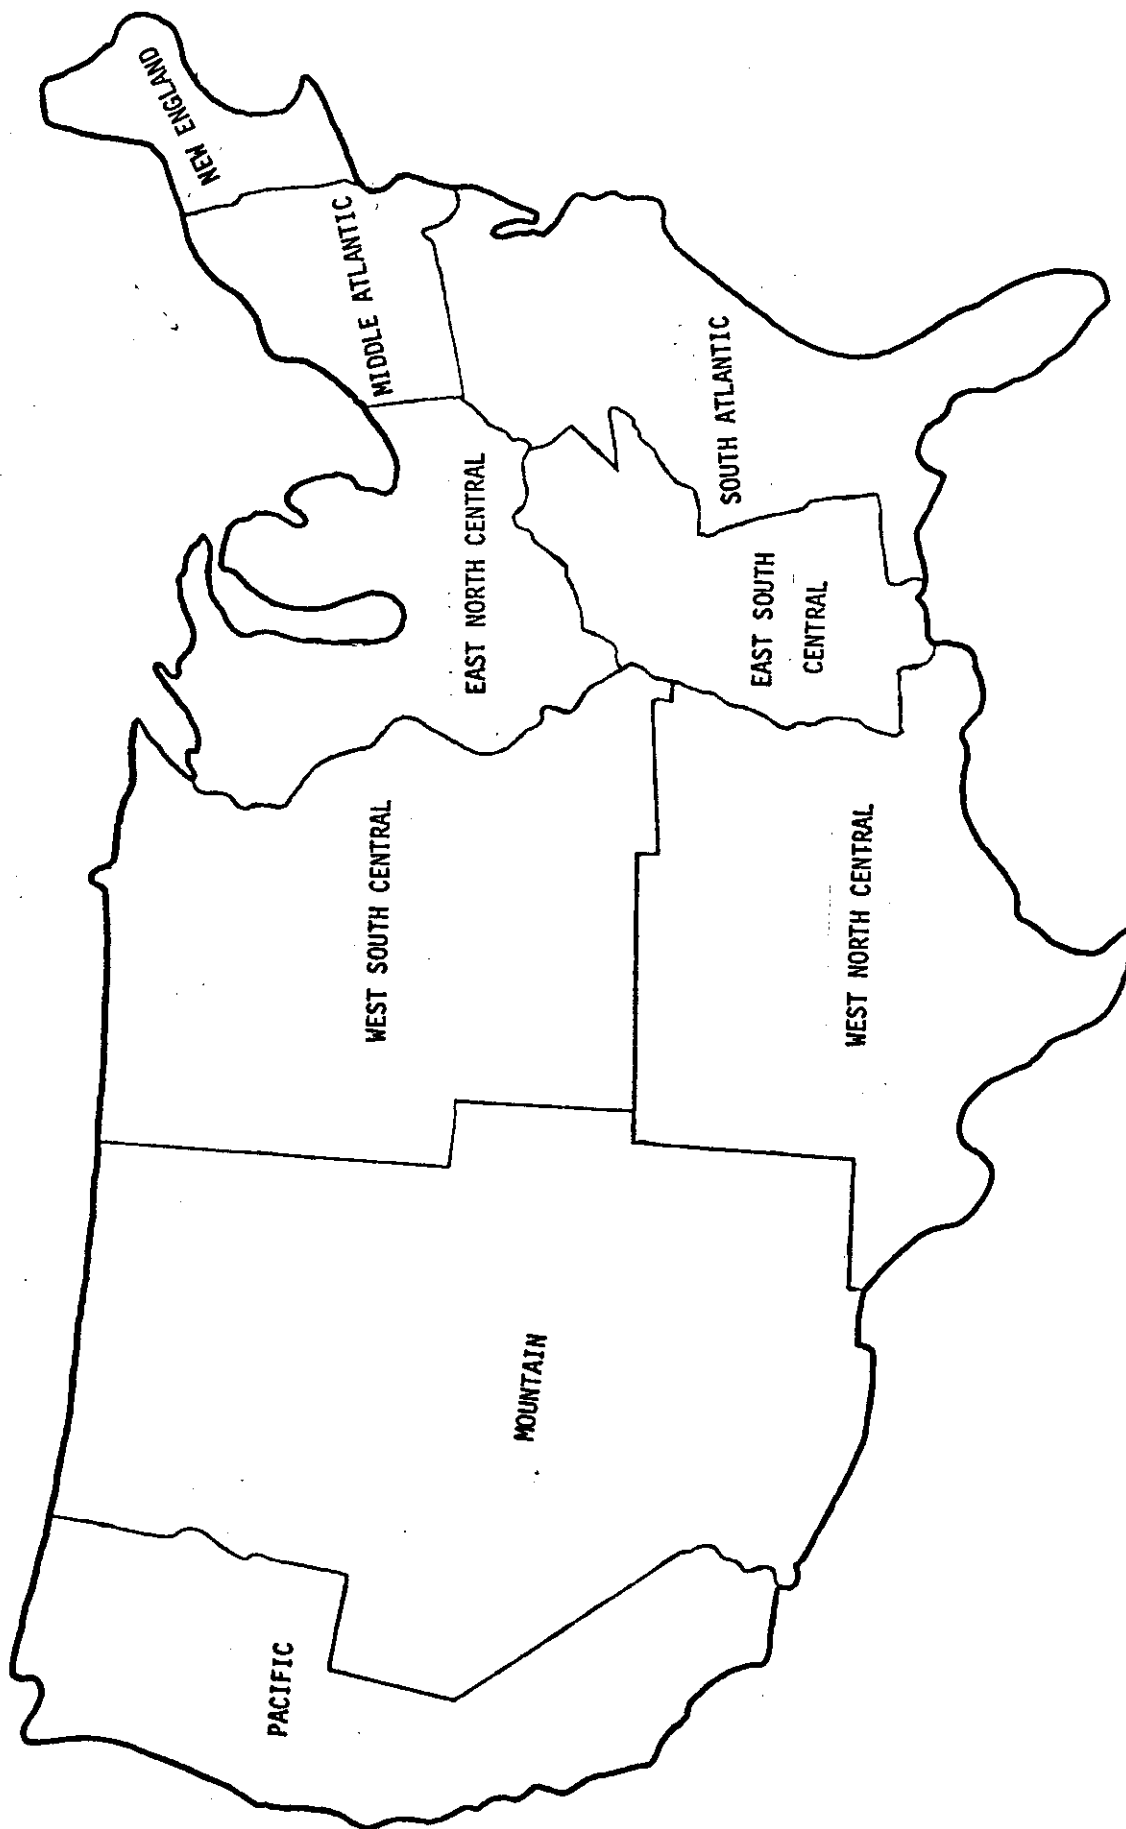 NEW ENGLAND
MIDDLE ATLANTIC
EAST NORTH CENTRAL
WEST SOUTH CENTRAL
PACIFIC
MOUNTAIN
SOUTH ATLANTIC
EAST SOUTH
CENTRAL
WEST NORTH CENTRAL